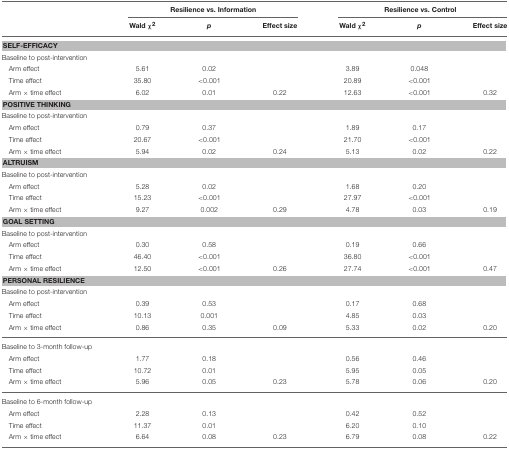 Resilience vs. Information Resilience vs. Control
Wald χ² p Effect size Wald χ² p Effect size
SELF-EFFICACY
Baseline to post-intervention
Arm effect 5.61 0.02 3.89 0.048
Time effect 35.80 <0.001 20.89 <0.001
Arm × time effect 6.02 0.01 0.22 12.63 <0.001 0.32
POSITIVE THINKING
Baseline to post-intervention
Arm effect 0.79 0.37 1.89 0.17
Time effect 20.67 <0.001 21.70 <0.001
Arm × time effect 5.94 0.02 0.24 5.13 0.02 0.22
ALTRUISM
Baseline to post-intervention
Arm effect 5.28 0.02 1.68 0.20
Time effect 15.23 <0.001 27.97 <0.001
Arm × time effect 9.27 0.002 0.29 4.78 0.03 0.19
GOAL SETTING
Baseline to post-intervention
Arm effect 0.30 0.58 0.19 0.66
Time effect 46.40 <0.001 36.80 <0.001
Arm × time effect 12.50 <0.001 0.26 27.74 <0.001 0.47
PERSONAL RESILIENCE
Baseline to post-intervention
Arm effect 0.39 0.53 0.17 0.68
Time effect 10.13 0.001 4.85 0.03
Arm × time effect 0.86 0.35 0.09 5.33 0.02 0.20
Baseline to 3-month follow-up
Arm effect 1.77 0.18 0.56 0.46
Time effect 10.72 0.01 5.95 0.05
Arm × time effect 5.96 0.05 0.23 5.78 0.06 0.20
Baseline to 6-month follow-up
Arm effect 2.28 0.13 0.42 0.52
Time effect 11.37 0.01 6.20 0.10
Arm × time effect 6.64 0.08 0.23 6.79 0.08 0.22